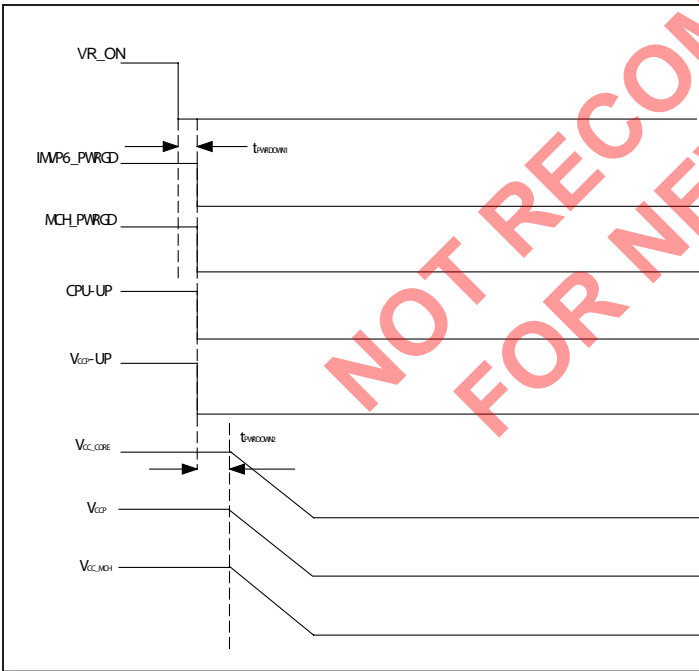 VR_ON
tPWRDOWN1
IMVP6_PWRGD
MCH_PWRGD
CPU-UP
VCCP-UP
tPWRDOWN2
VCC_CORE
VCCP
VCC_MCH
NOT RECOM
FOR NE